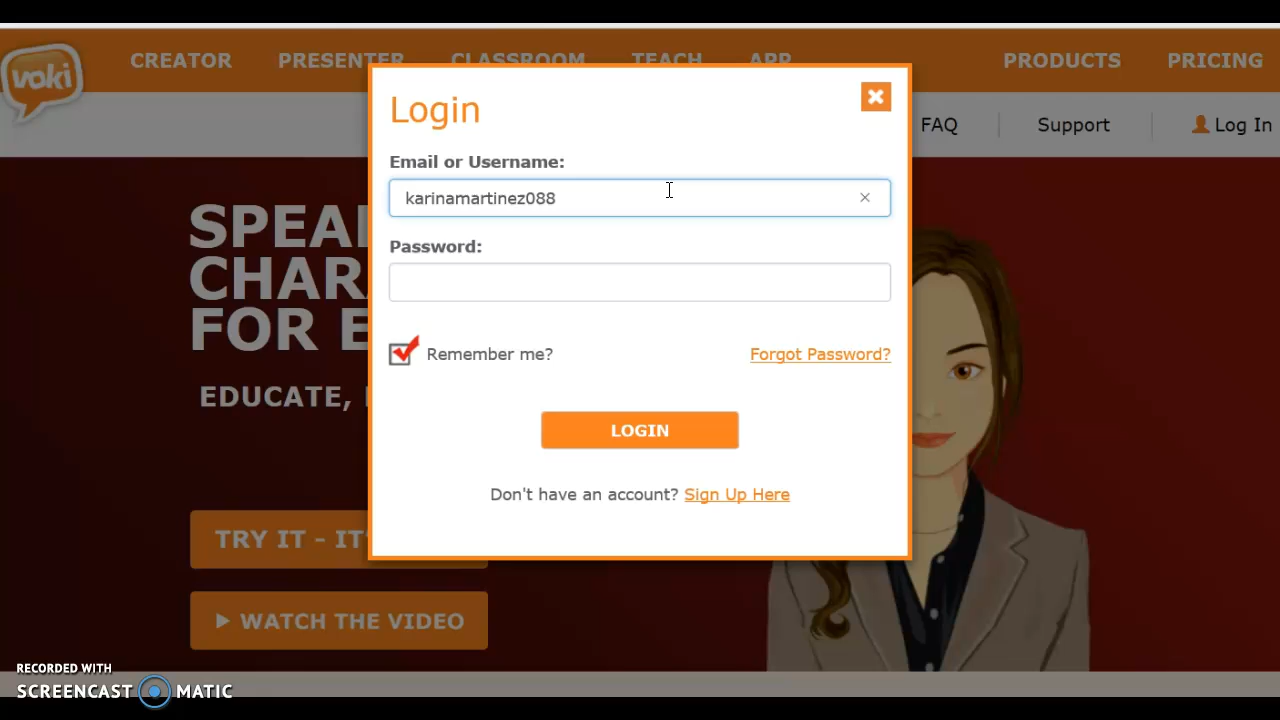 voki
CREATOR PRESENTER CLASSROOM TEACH APP PRODUCTS PRICING
FAQ Support Log In
Login
Email or Username:
karinamartinez088
Password:
Remember me? Forgot Password?
LOGIN
Don't have an account? Sign Up Here
SPEA
CHAR
FOR E
EDUCATE,
TRY IT - IT'
WATCH THE VIDEO
RECORDED WITH
SCREENCAST MATIC